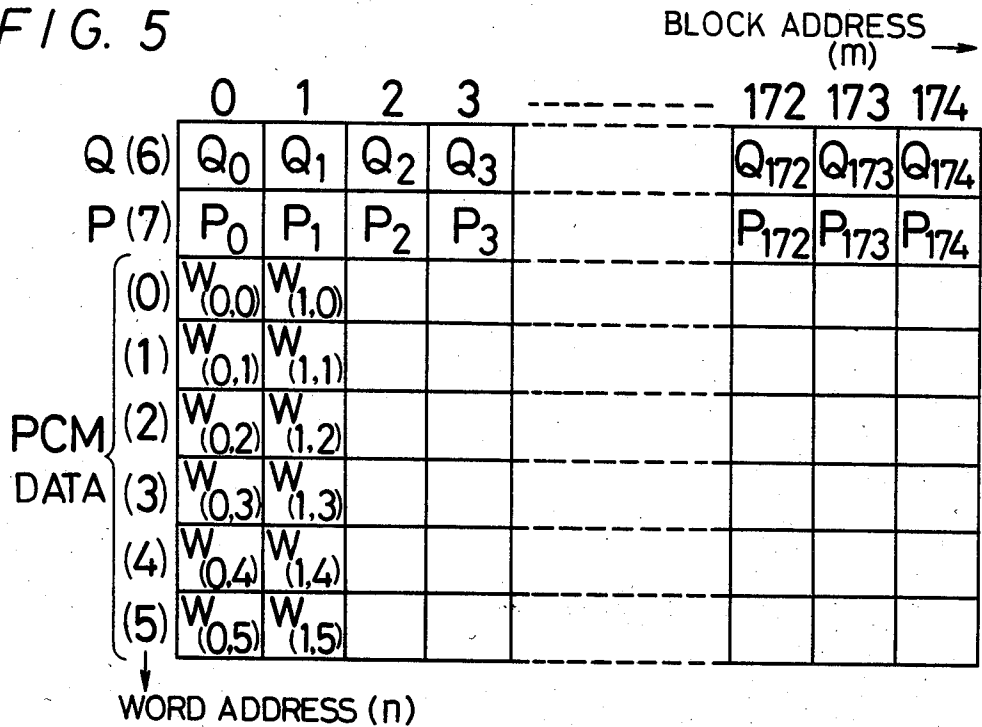 FIG. 5
BLOCK ADDRESS
(m)
0 1 2 3 172 173 174
Q (6) Q0 Q1 Q2 Q3 Q172 Q173 Q174
P (7) P0 P1 P2 P3 P172 P173 P174
(0) W(0,0) W(1,0)
(1) W(0,1) W(1,1)
PCM DATA
(2) W(0,2) W(1,2)
(3) W(0,3) W(1,3)
(4) W(0,4) W(1,4)
(5) W(0,5) W(1,5)
WORD ADDRESS (n)